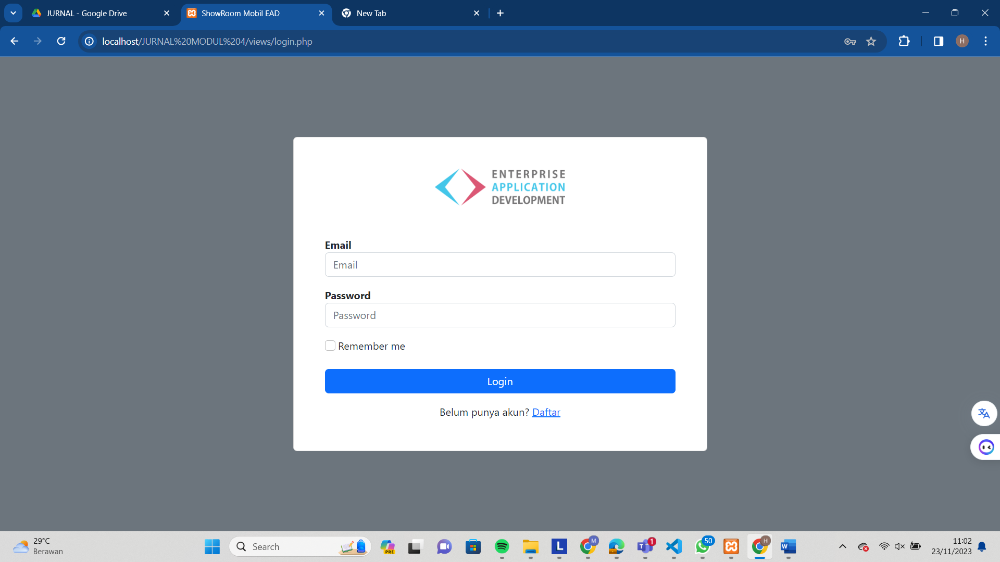 JURNAL - Google Drive
ShowRoom Mobil EAD
New Tab
localhost/JURNAL%20MODUL%204/views/login.php
H
ENTERPRISE
APPLICATION
DEVELOPMENT
Email
Email
Password
Password
Remember me
Login
Belum punya akun? Daftar
29°C
Berawan
Search
PRE
L
M
T
1
50
H
W
11:02
23/11/2023